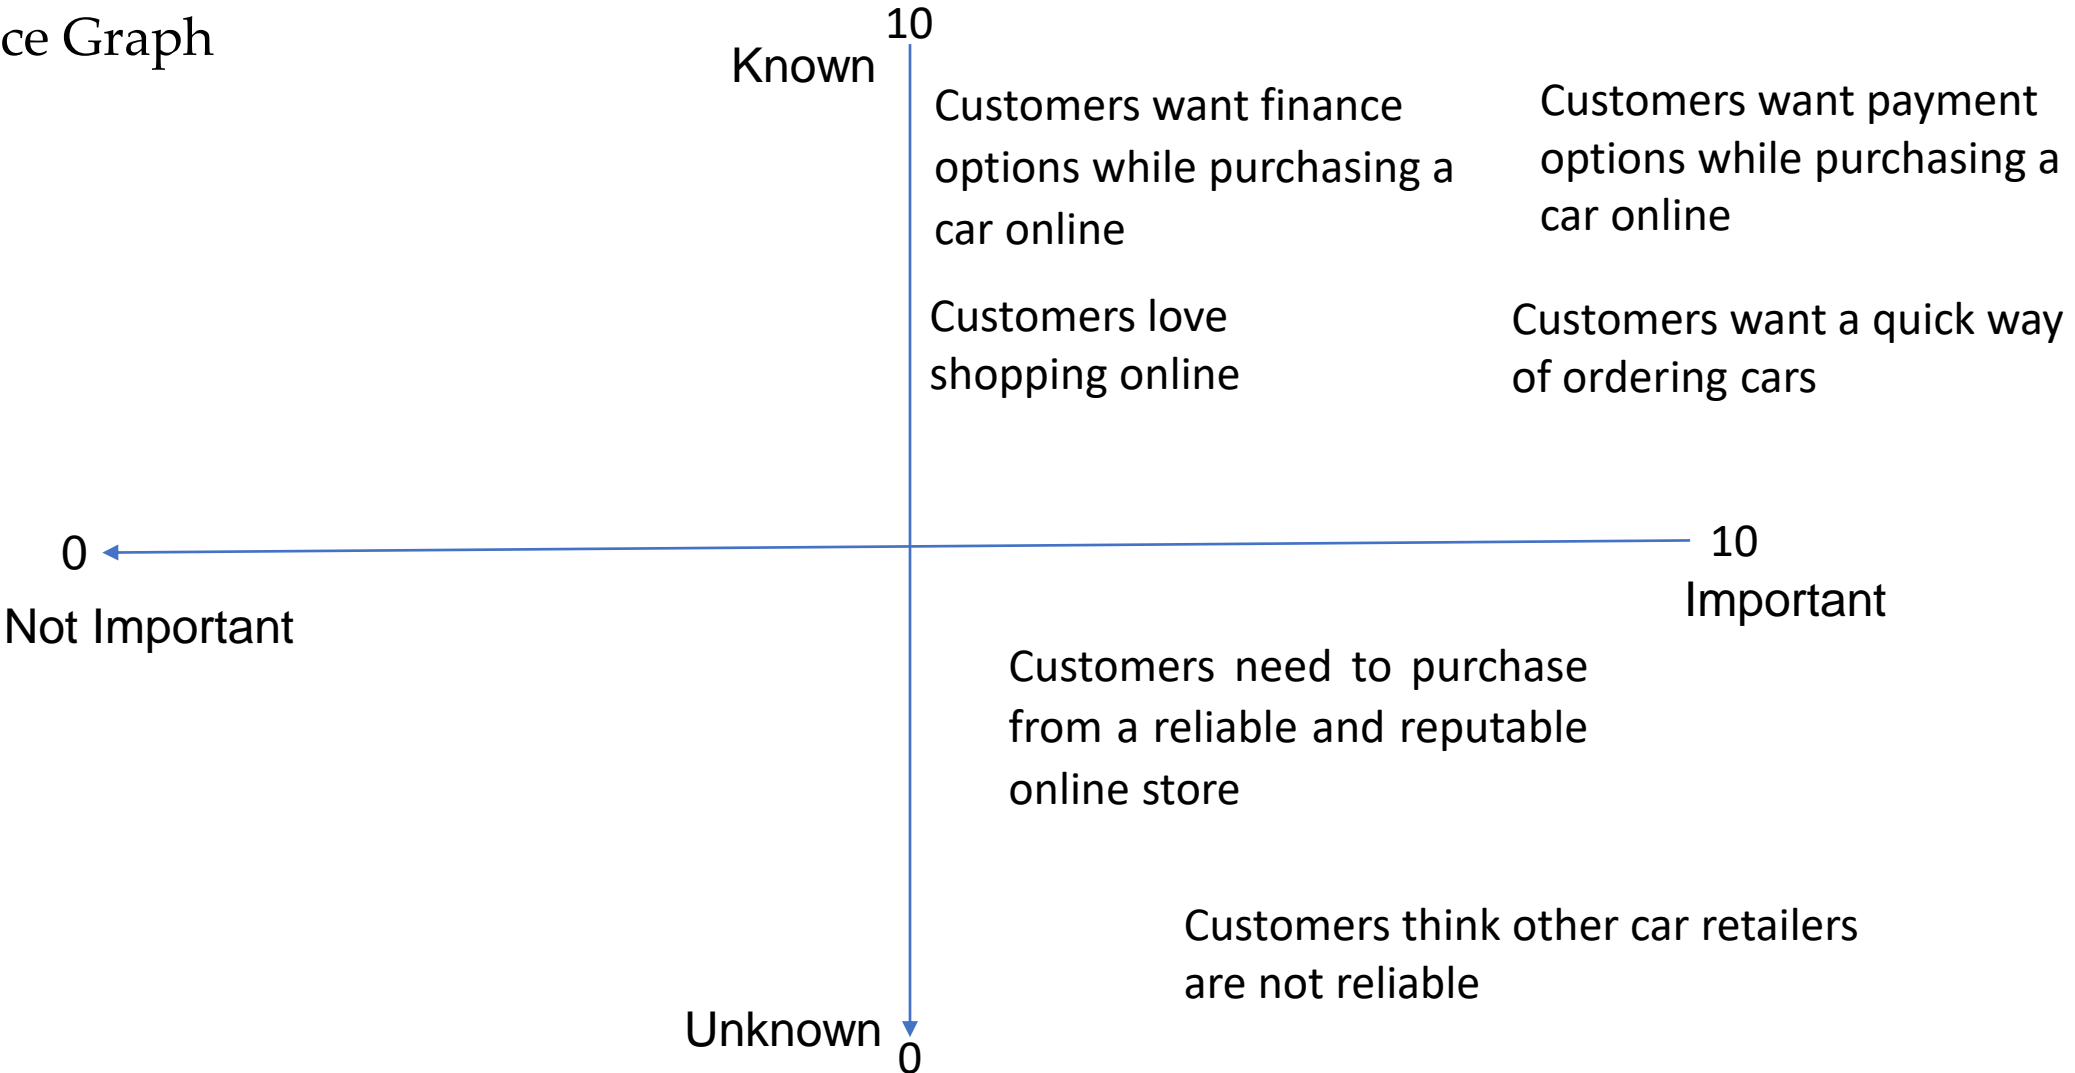 ce Graph
10
Known
Customers want finance
options while purchasing a
car online
Customers want payment
options while purchasing a
car online
Customers love
shopping online
Customers want a quick way
of ordering cars
0
10
Not Important
Important
Customers need to purchase
from a reliable and reputable
online store
Customers think other car retailers
are not reliable
Unknown
0